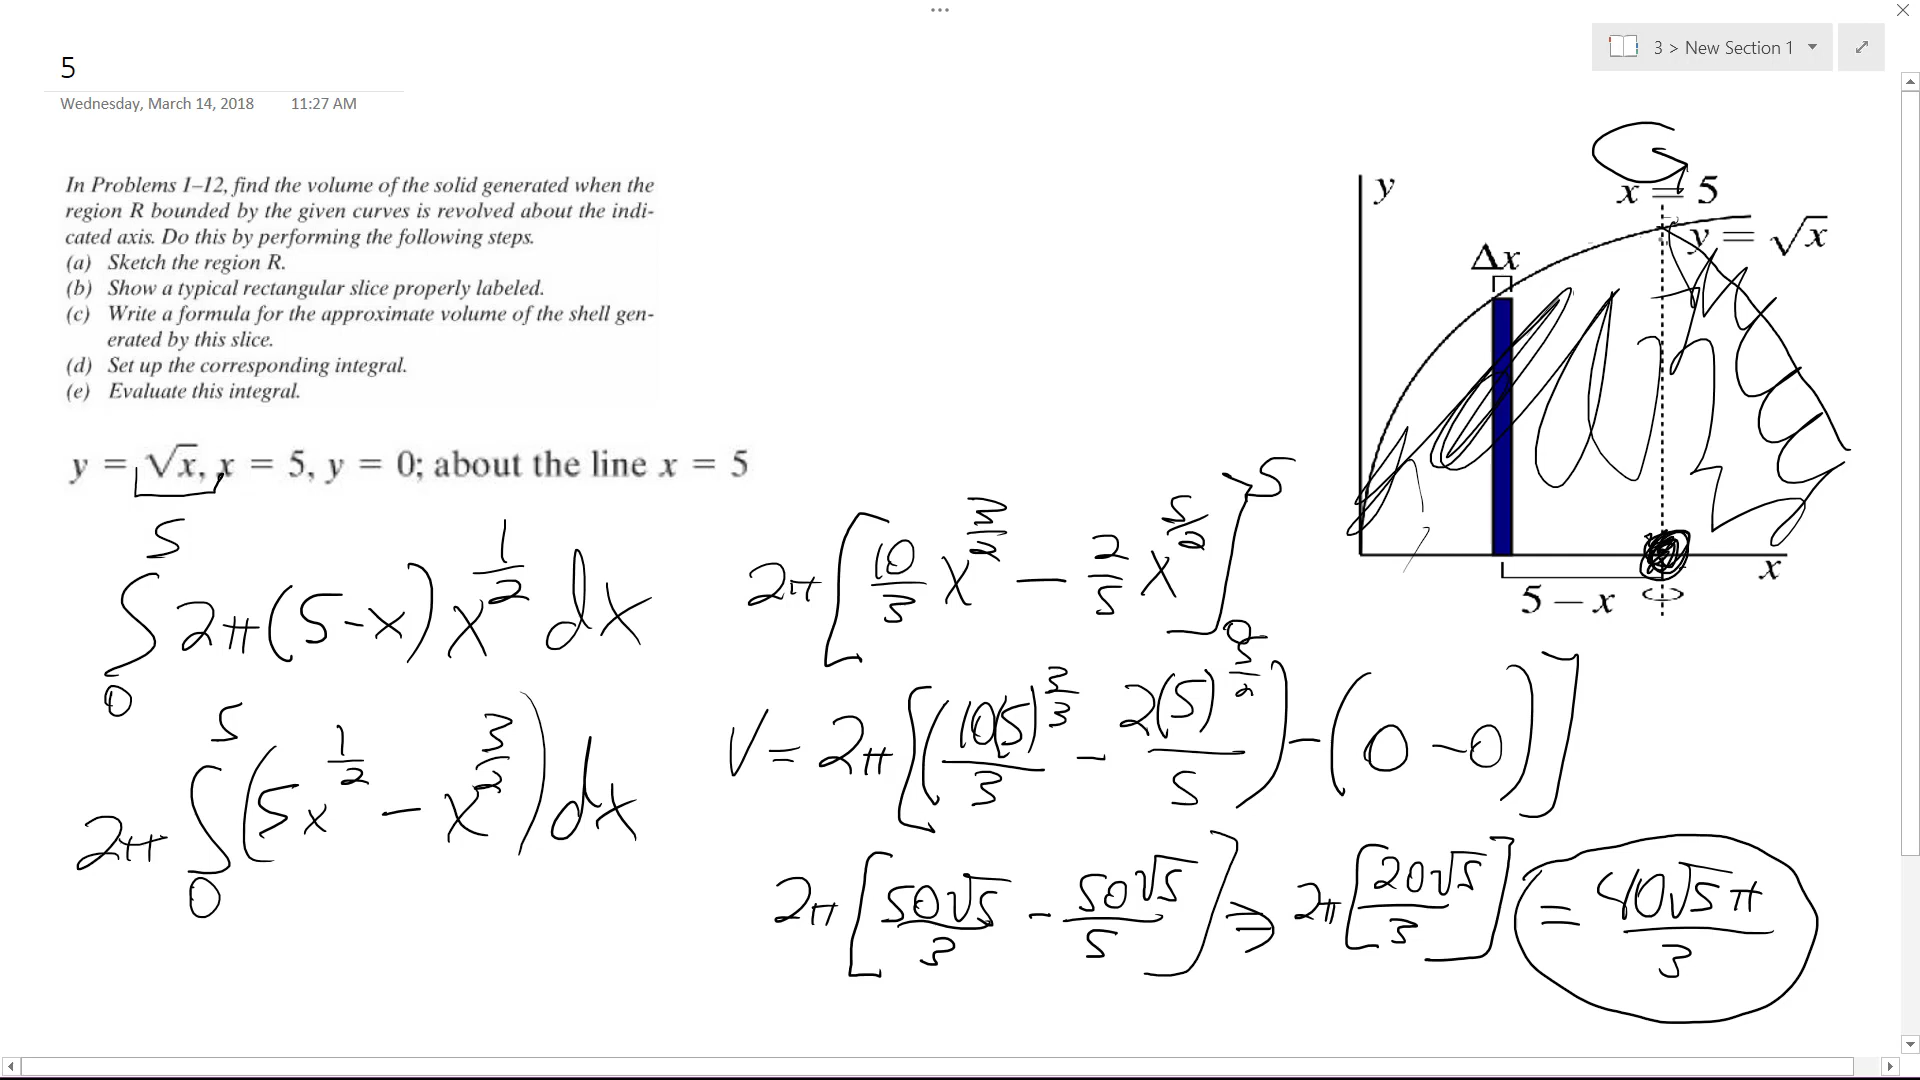 3 > New Section 1
5
Wednesday, March 14, 2018 11:27 AM
In Problems 1–12, find the volume of the solid generated when the
region R bounded by the given curves is revolved about the indi-
cated axis. Do this by performing the following steps.
(a) Sketch the region R.
(b) Show a typical rectangular slice properly labeled.
(c) Write a formula for the approximate volume of the shell gen-
erated by this slice.
(d) Set up the corresponding integral.
(e) Evaluate this integral.
y = √x, x = 5, y = 0; about the line x = 5
y
x = 5
y = √x
Δx
x
5 – x
∫₀⁵ 2π(5-x) x^(1/2) dx
2π ∫₀⁵ (5x^(1/2) - x^(3/2)) dx
2π [10/3 x^(3/2) - 2/5 x^(5/2)]₀⁵
V = 2π [(10(5)^(3/3)/3 - 2(5)^(5/2)/5) - (0 - 0)]
2π [50√5/3 - 50√5/5] ⇒ 2π [20√5/3] = 40√5π/3